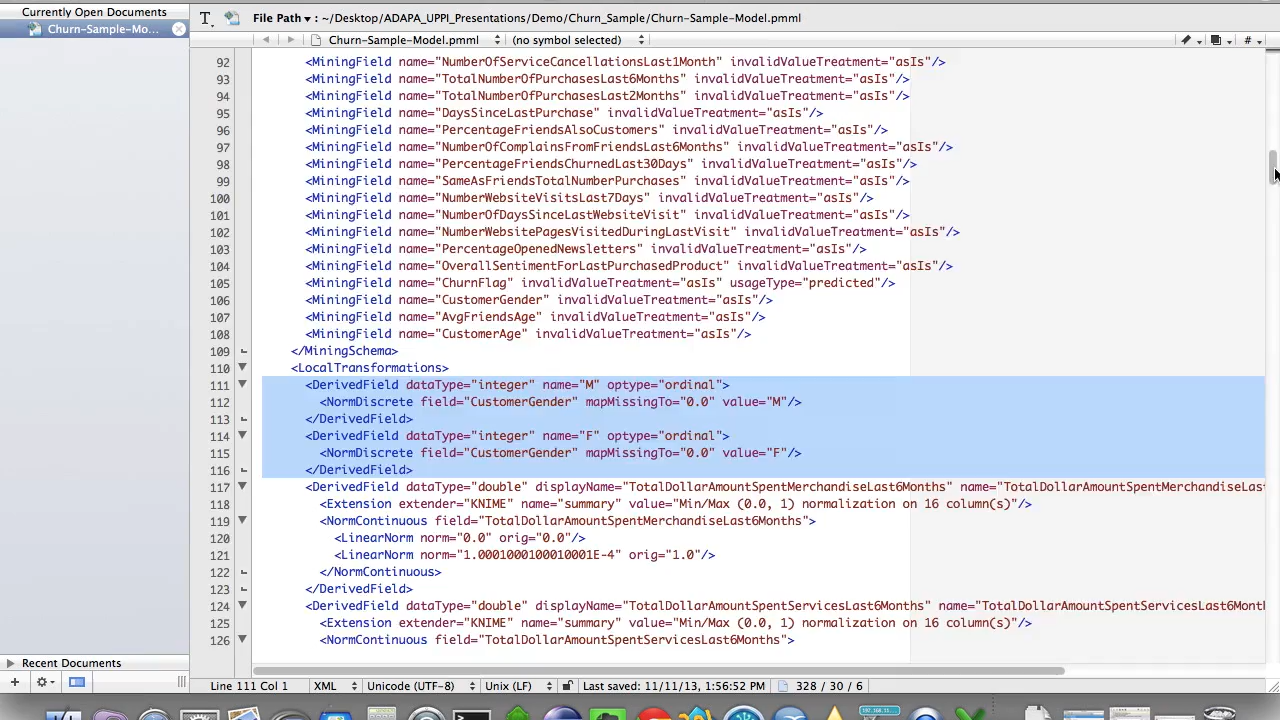 Currently Open Documents
Churn-Sample-Mo...
File Path ▾ : ~/Desktop/ADAPA_UPPI_Presentations/Demo/Churn_Sample/Churn-Sample-Model.pmml
Churn-Sample-Model.pmml (no symbol selected) #
92 <MiningField name="NumberOfServiceCancellationsLast1Month" invalidValueTreatment="asIs"/>
93 <MiningField name="TotalNumberOfPurchasesLast6Months" invalidValueTreatment="asIs"/>
94 <MiningField name="TotalNumberOfPurchasesLast2Months" invalidValueTreatment="asIs"/>
95 <MiningField name="DaysSinceLastPurchase" invalidValueTreatment="asIs"/>
96 <MiningField name="PercentageFriendsAlsoCustomers" invalidValueTreatment="asIs"/>
97 <MiningField name="NumberOfComplainsFromFriendsLast6Months" invalidValueTreatment="asIs"/>
98 <MiningField name="PercentageFriendsChurnedLast30Days" invalidValueTreatment="asIs"/>
99 <MiningField name="SameAsFriendsTotalNumberPurchases" invalidValueTreatment="asIs"/>
100 <MiningField name="NumberWebsiteVisitsLast7Days" invalidValueTreatment="asIs"/>
101 <MiningField name="NumberOfDaysSinceLastWebsiteVisit" invalidValueTreatment="asIs"/>
102 <MiningField name="NumberWebsitePagesVisitedDuringLastVisit" invalidValueTreatment="asIs"/>
103 <MiningField name="PercentageOpenedNewsletters" invalidValueTreatment="asIs"/>
104 <MiningField name="OverallSentimentForLastPurchasedProduct" invalidValueTreatment="asIs"/>
105 <MiningField name="ChurnFlag" invalidValueTreatment="asIs" usageType="predicted"/>
106 <MiningField name="CustomerGender" invalidValueTreatment="asIs"/>
107 <MiningField name="AvgFriendsAge" invalidValueTreatment="asIs"/>
108 <MiningField name="CustomerAge" invalidValueTreatment="asIs"/>
109 </MiningSchema>
110 <LocalTransformations>
111 <DerivedField dataType="integer" name="M" optype="ordinal">
112 <NormDiscrete field="CustomerGender" mapMissingTo="0.0" value="M"/>
113 </DerivedField>
114 <DerivedField dataType="integer" name="F" optype="ordinal">
115 <NormDiscrete field="CustomerGender" mapMissingTo="0.0" value="F"/>
116 </DerivedField>
117 <DerivedField dataType="double" displayName="TotalDollarAmountSpentMerchandiseLast6Months" name="TotalDollarAmountSpentMerchandiseLas
118 <Extension extender="KNIME" name="summary" value="Min/Max (0.0, 1) normalization on 16 column(s)"/>
119 <NormContinuous field="TotalDollarAmountSpentMerchandiseLast6Months">
120 <LinearNorm norm="0.0" orig="0.0"/>
121 <LinearNorm norm="1.0001000100010001E-4" orig="1.0"/>
122 </NormContinuous>
123 </DerivedField>
124 <DerivedField dataType="double" displayName="TotalDollarAmountSpentServicesLast6Months" name="TotalDollarAmountSpentServicesLast6Mont
125 <Extension extender="KNIME" name="summary" value="Min/Max (0.0, 1) normalization on 16 column(s)"/>
126 <NormContinuous field="TotalDollarAmountSpentServicesLast6Months">
Recent Documents
Line 111 Col 1 XML Unicode (UTF-8) Unix (LF) Last saved: 11/11/13, 1:56:52 PM 328 / 30 / 6